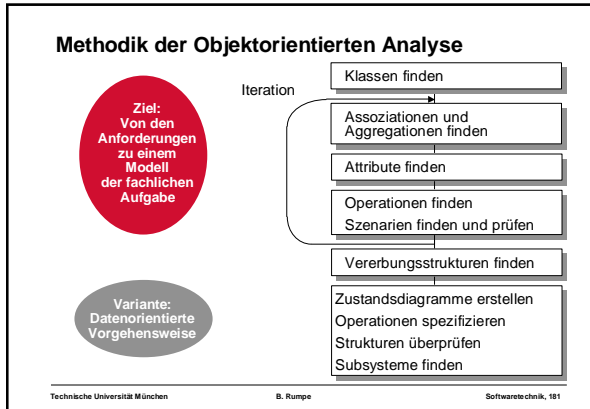 Methodik der Objektorientierten Analyse
Ziel:
Von den
Anforderungen
zu einem
Modell
der fachlichen
Aufgabe
Iteration
Klassen finden
Assoziationen und
Aggregationen finden
Attribute finden
Operationen finden
Szenarien finden und prüfen
Vererbungsstrukturen finden
Variante:
Datenorientierte
Vorgehensweise
Zustandsdiagramme erstellen
Operationen spezifizieren
Strukturen überprüfen
Subsysteme finden
Technische Universität München B. Rumpe Softwaretechnik, 181